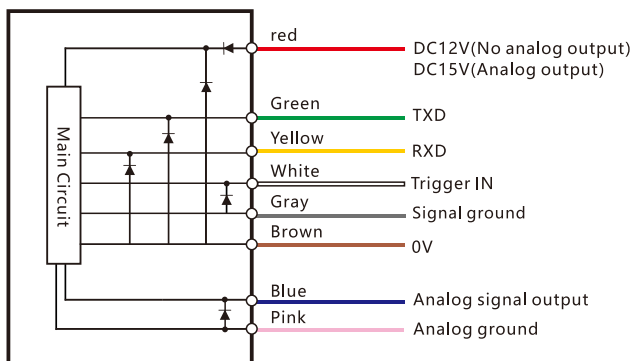 red
DC12V(No analog output)
DC15V(Analog output)
Green
TXD
Yellow
RXD
White
Trigger IN
Gray
Signal ground
Brown
0V
Main Circuit
Blue
Analog signal output
Pink
Analog ground